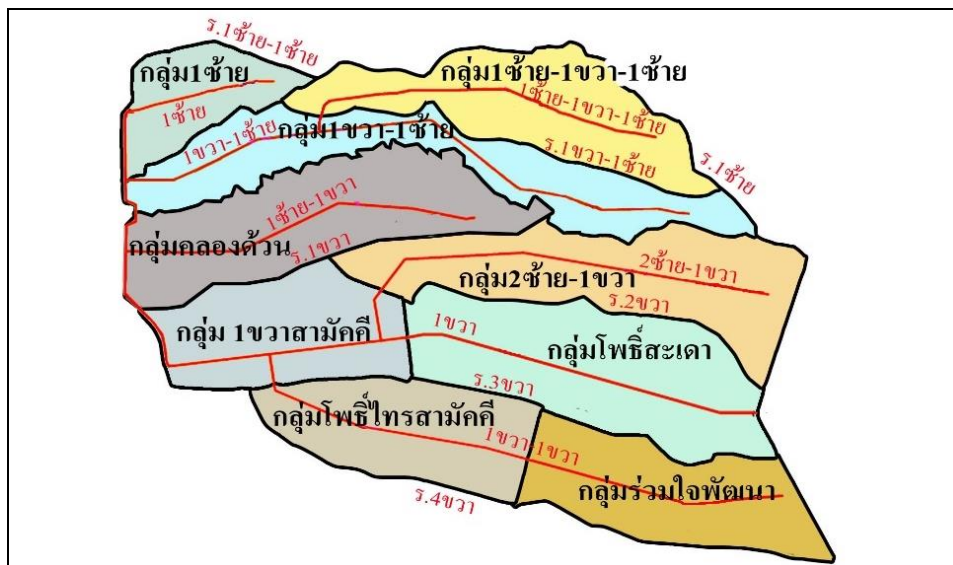 ร.1ซ้าย-1ซ้าย
กลุ่ม1ซ้าย
1ซ้าย
กลุ่ม1ซ้าย-1ขวา-1ซ้าย
1ซ้าย-1ขวา-1ซ้าย
กลุ่ม1ขวา-1ซ้าย
1ขวา-1ซ้าย
ร.1ขวา-1ซ้าย
ร.1ซ้าย
1ซ้าย-1ขวา
กลุ่มคลองด้วน
ร.1ขวา
2ซ้าย-1ขวา
กลุ่ม2ซ้าย-1ขวา
ร.2ขวา
กลุ่ม 1ขวาสามัคคี
1ขวา
กลุ่มโพธิ์สะเดา
ร.3ขวา
กลุ่มโพธิ์ไทรสามัคคี
1ขวา-1ขวา
กลุ่มร่วมใจพัฒนา
ร.4ขวา